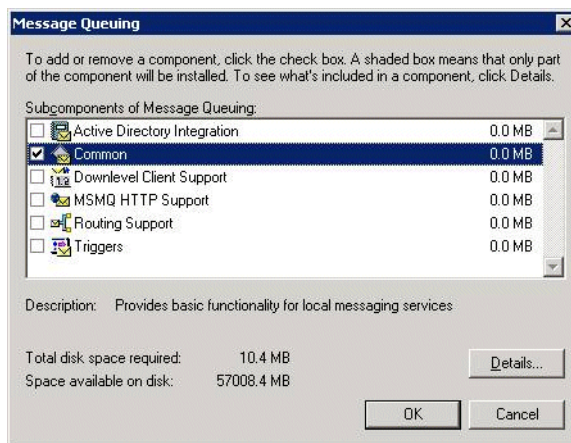 Message Queuing
To add or remove a component, click the check box. A shaded box means that only part
of the component will be installed. To see what's included in a component, click Details.
Subcomponents of Message Queuing:
Active Directory Integration 0.0 MB
Common 0.0 MB
Downlevel Client Support 0.0 MB
MSMQ HTTP Support 0.0 MB
Routing Support 0.0 MB
Triggers 0.0 MB
Description: Provides basic functionality for local messaging services
Total disk space required: 10.4 MB
Space available on disk: 57008.4 MB
Details...
OK Cancel